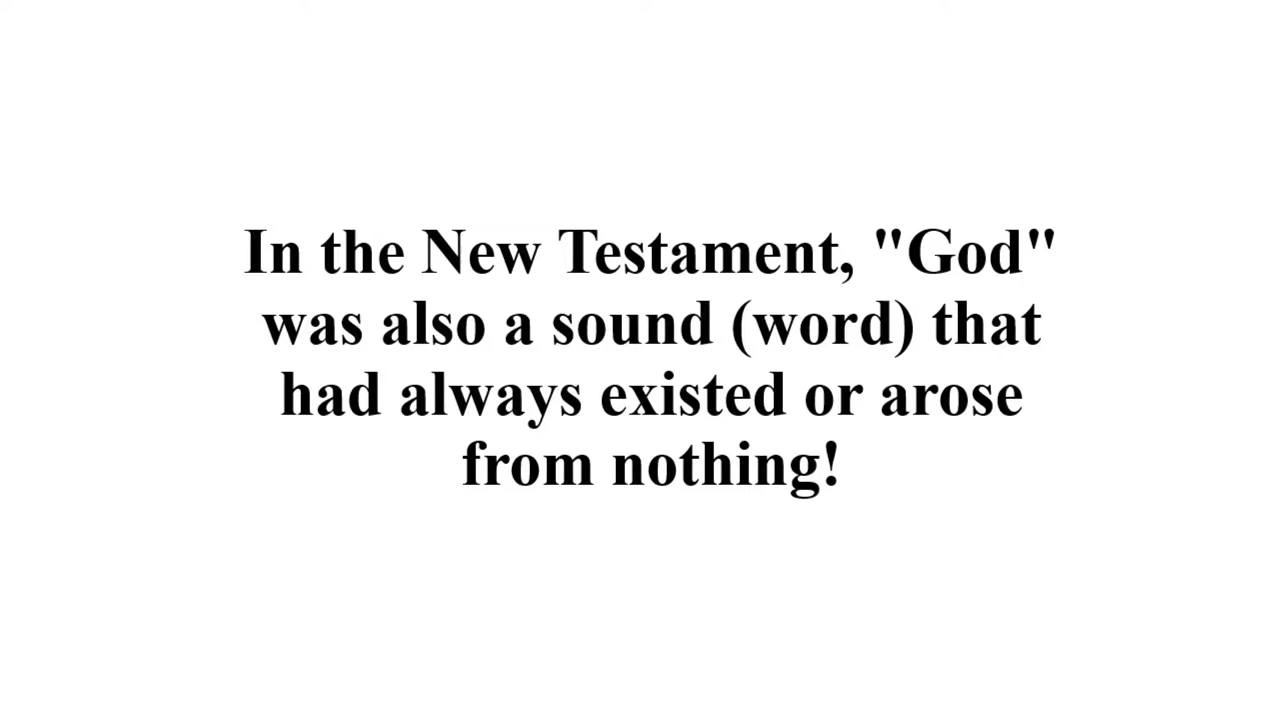 In the New Testament, "God"
was also a sound (word) that
had always existed or arose
from nothing!